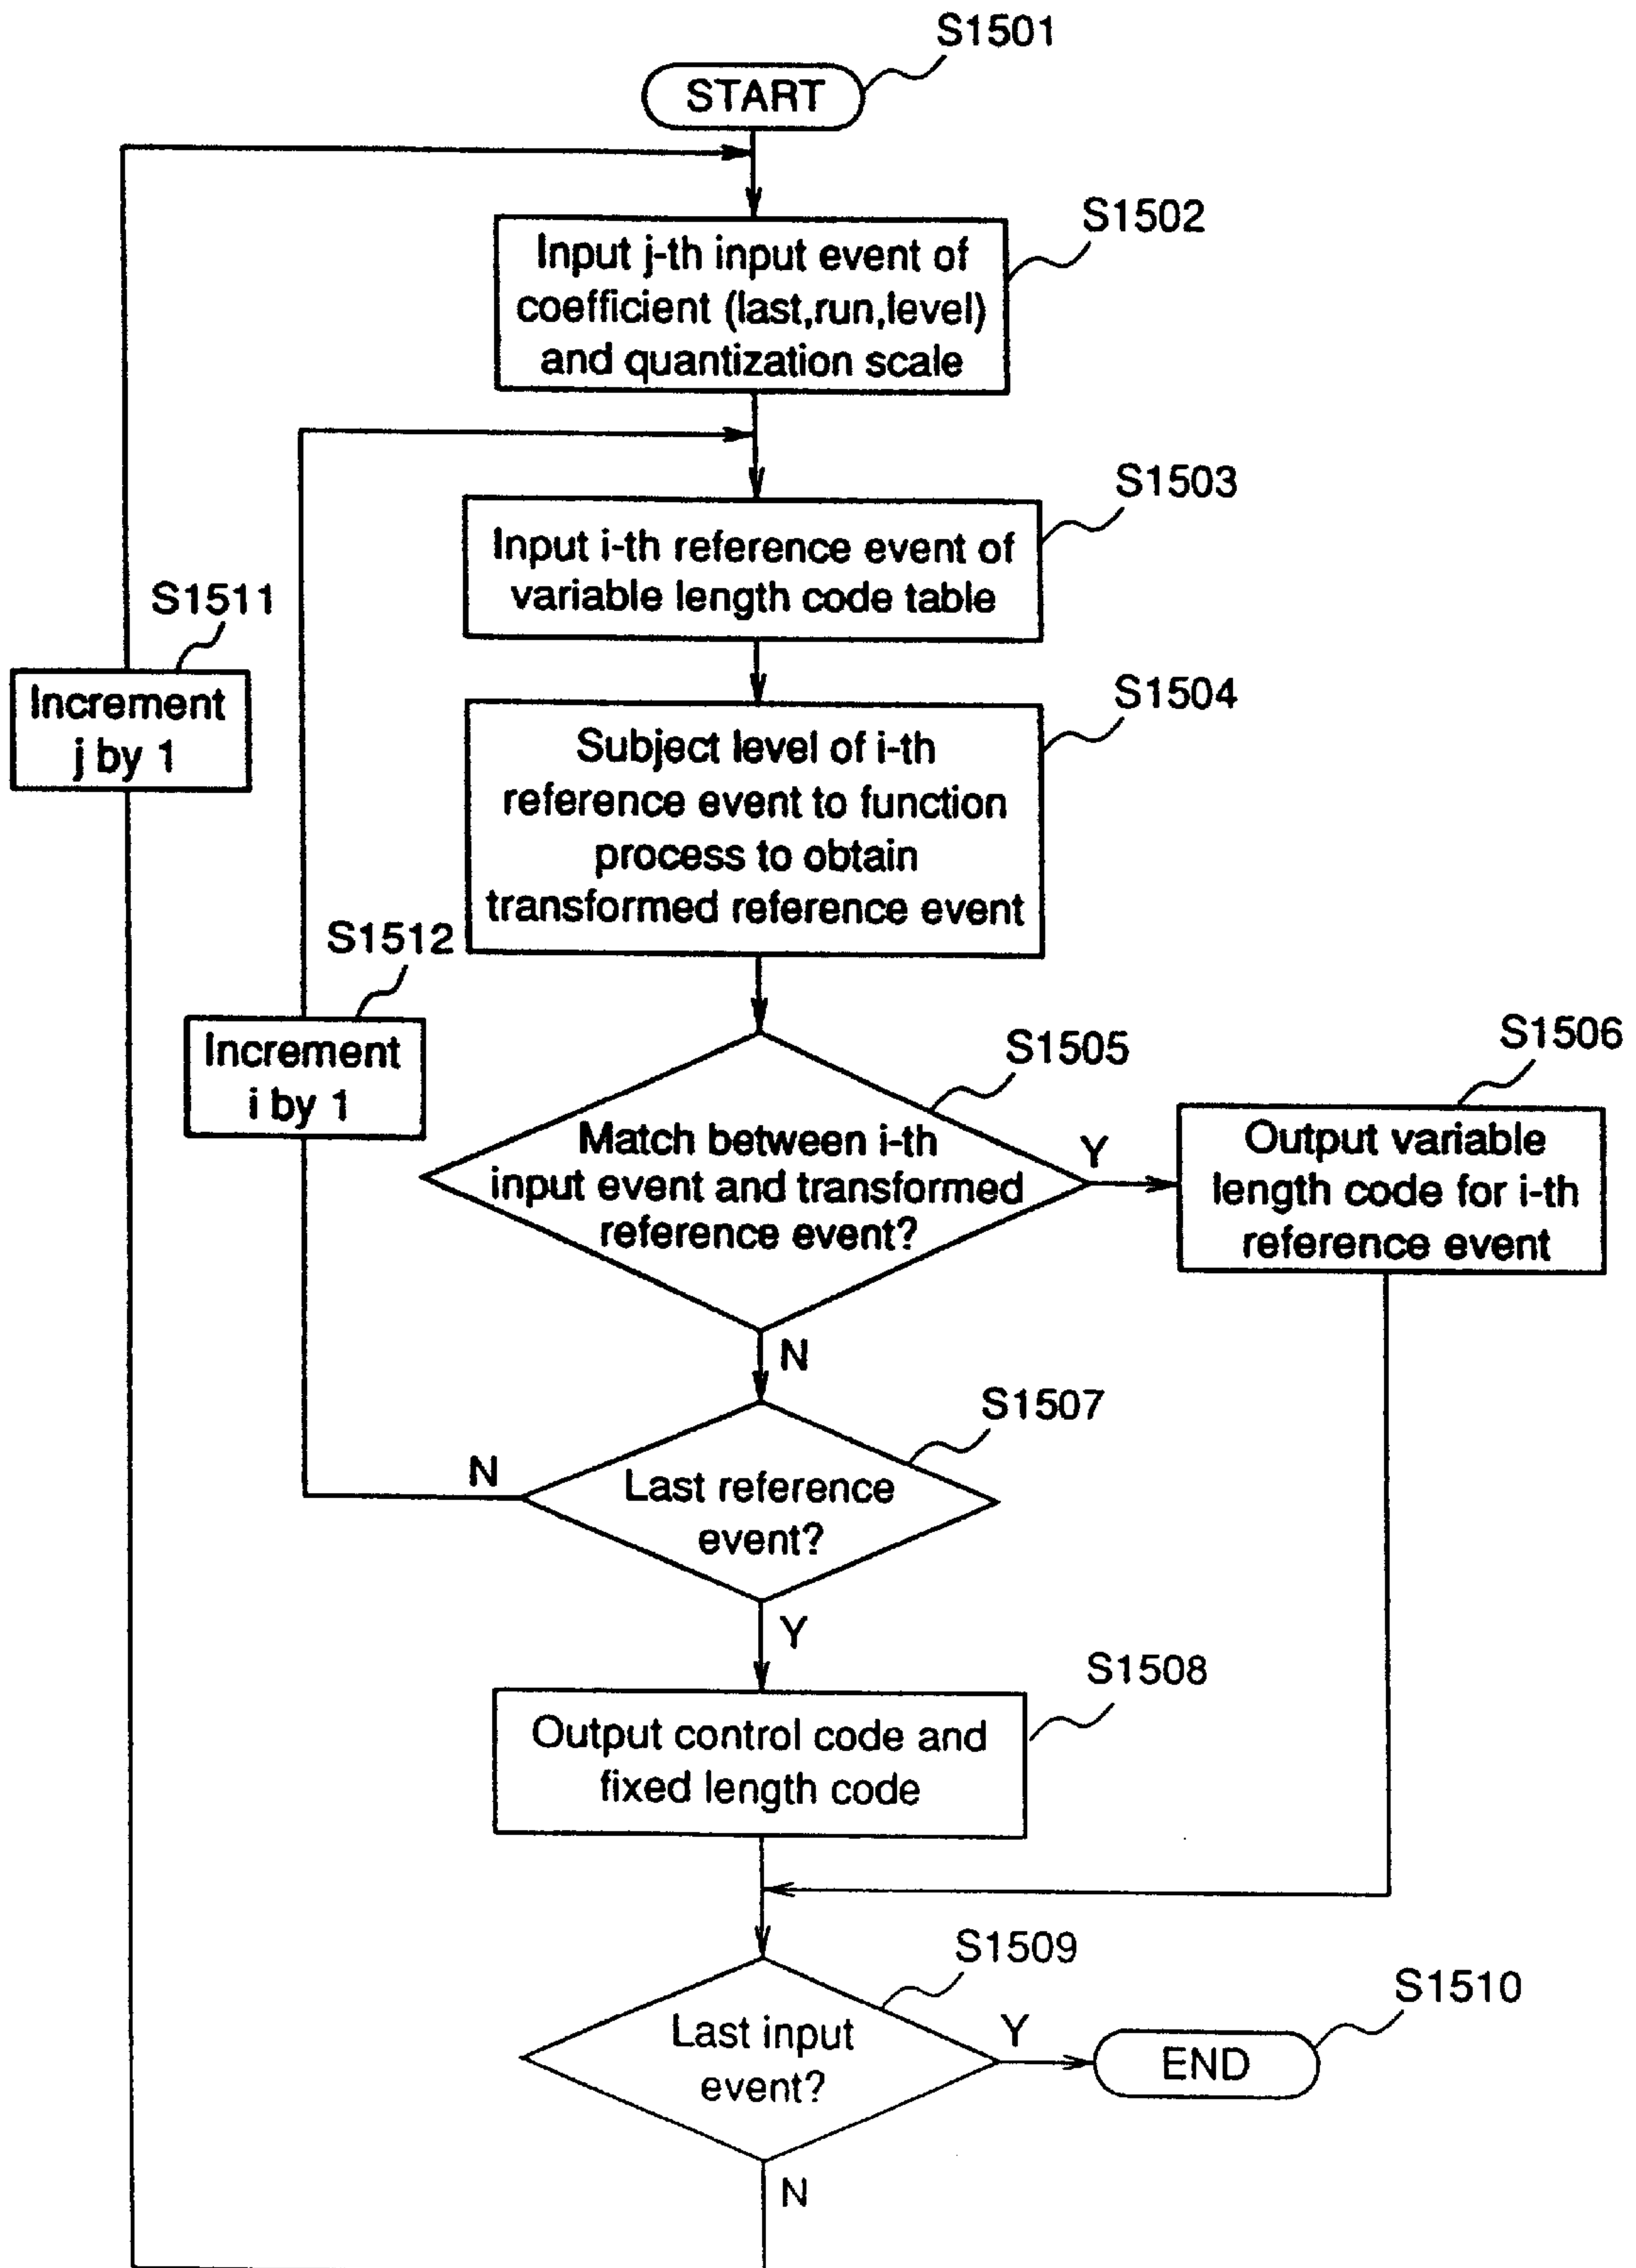 S1501
START
S1502
Input j-th input event of
coefficient (last,run,level)
and quantization scale
S1503
Input i-th reference event of
variable length code table
S1511
Increment
j by 1
S1504
Subject level of i-th
reference event to function
process to obtain
transformed reference event
S1512
Increment
i by 1
S1505
Match between i-th
input event and transformed
reference event?
Y
S1506
Output variable
length code for i-th
reference event
N
S1507
Last reference
event?
N
Y
S1508
Output control code and
fixed length code
S1509
Last input
event?
Y
S1510
END
N